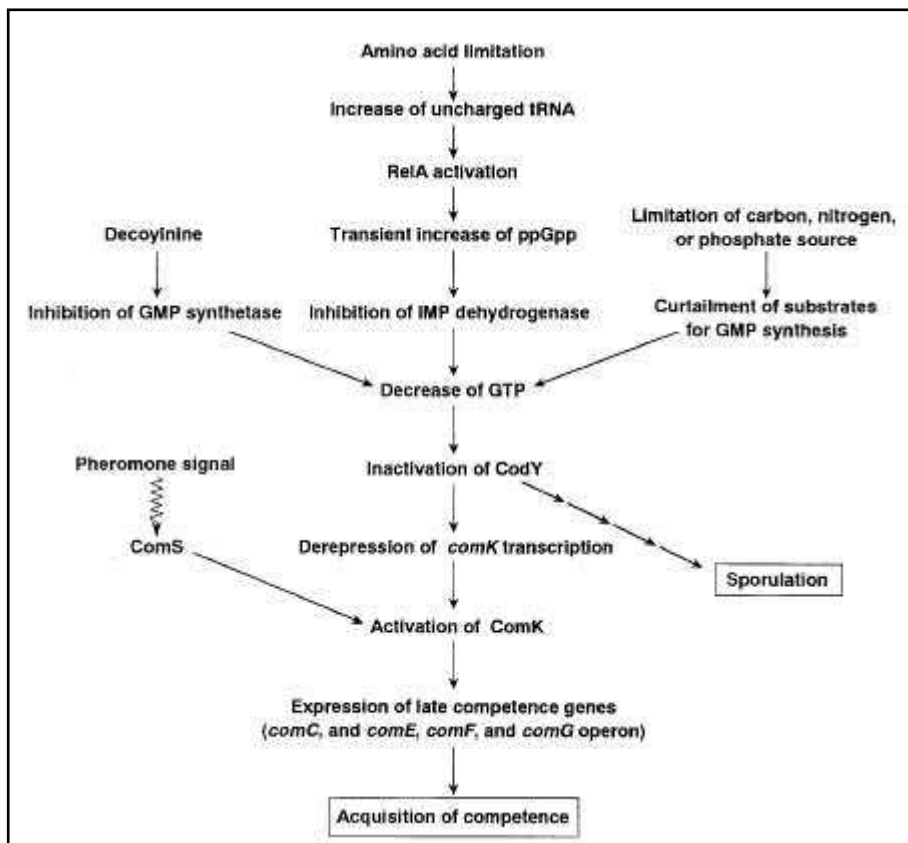 Amino acid limitation
Increase of uncharged tRNA
RelA activation
Transient increase of ppGpp
Decoyinine
Limitation of carbon, nitrogen,
or phosphate source
Inhibition of GMP synthetase
Inhibition of IMP dehydrogenase
Curtailment of substrates
for GMP synthesis
Decrease of GTP
Pheromone signal
Inactivation of CodY
ComS
Derepression of comK transcription
Sporulation
Activation of ComK
Expression of late competence genes
(comC, and comE, comF, and comG operon)
Acquisition of competence